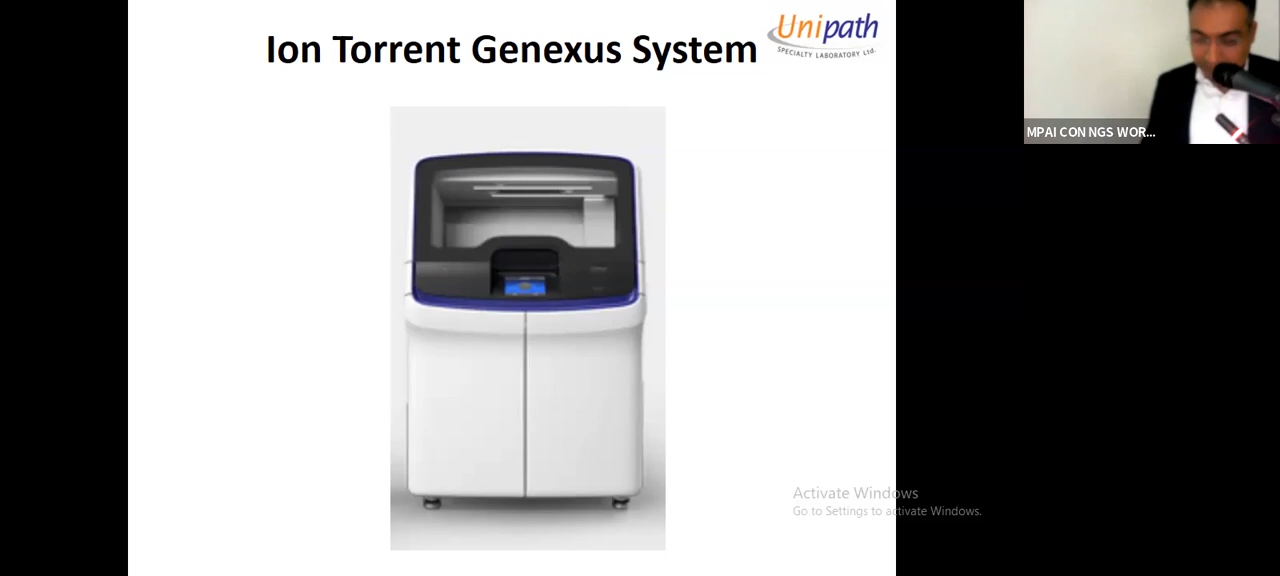 Ion Torrent Genexus System
Unipath
SPECIALTY LABORATORY Ltd.
MPAI CON NGS WOR...
Activate Windows
Go to Settings to activate Windows.